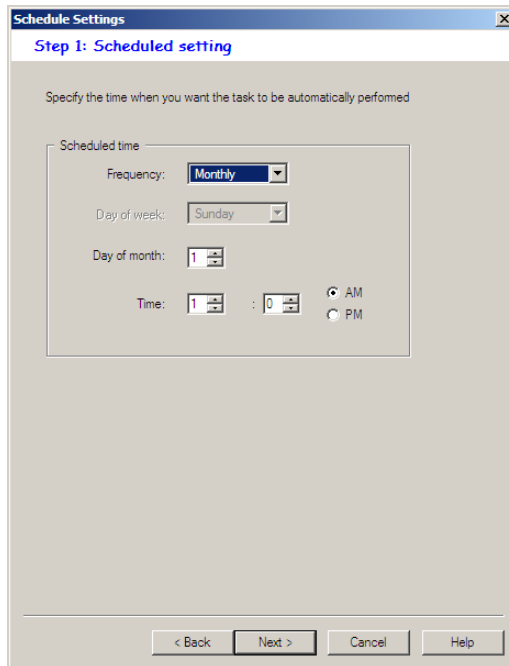 Schedule Settings
Step 1: Scheduled setting
Specify the time when you want the task to be automatically performed
Scheduled time
Frequency: Monthly
Day of week: Sunday
Day of month: 1
Time: 1 : 0 AM
PM
< Back Next > Cancel Help